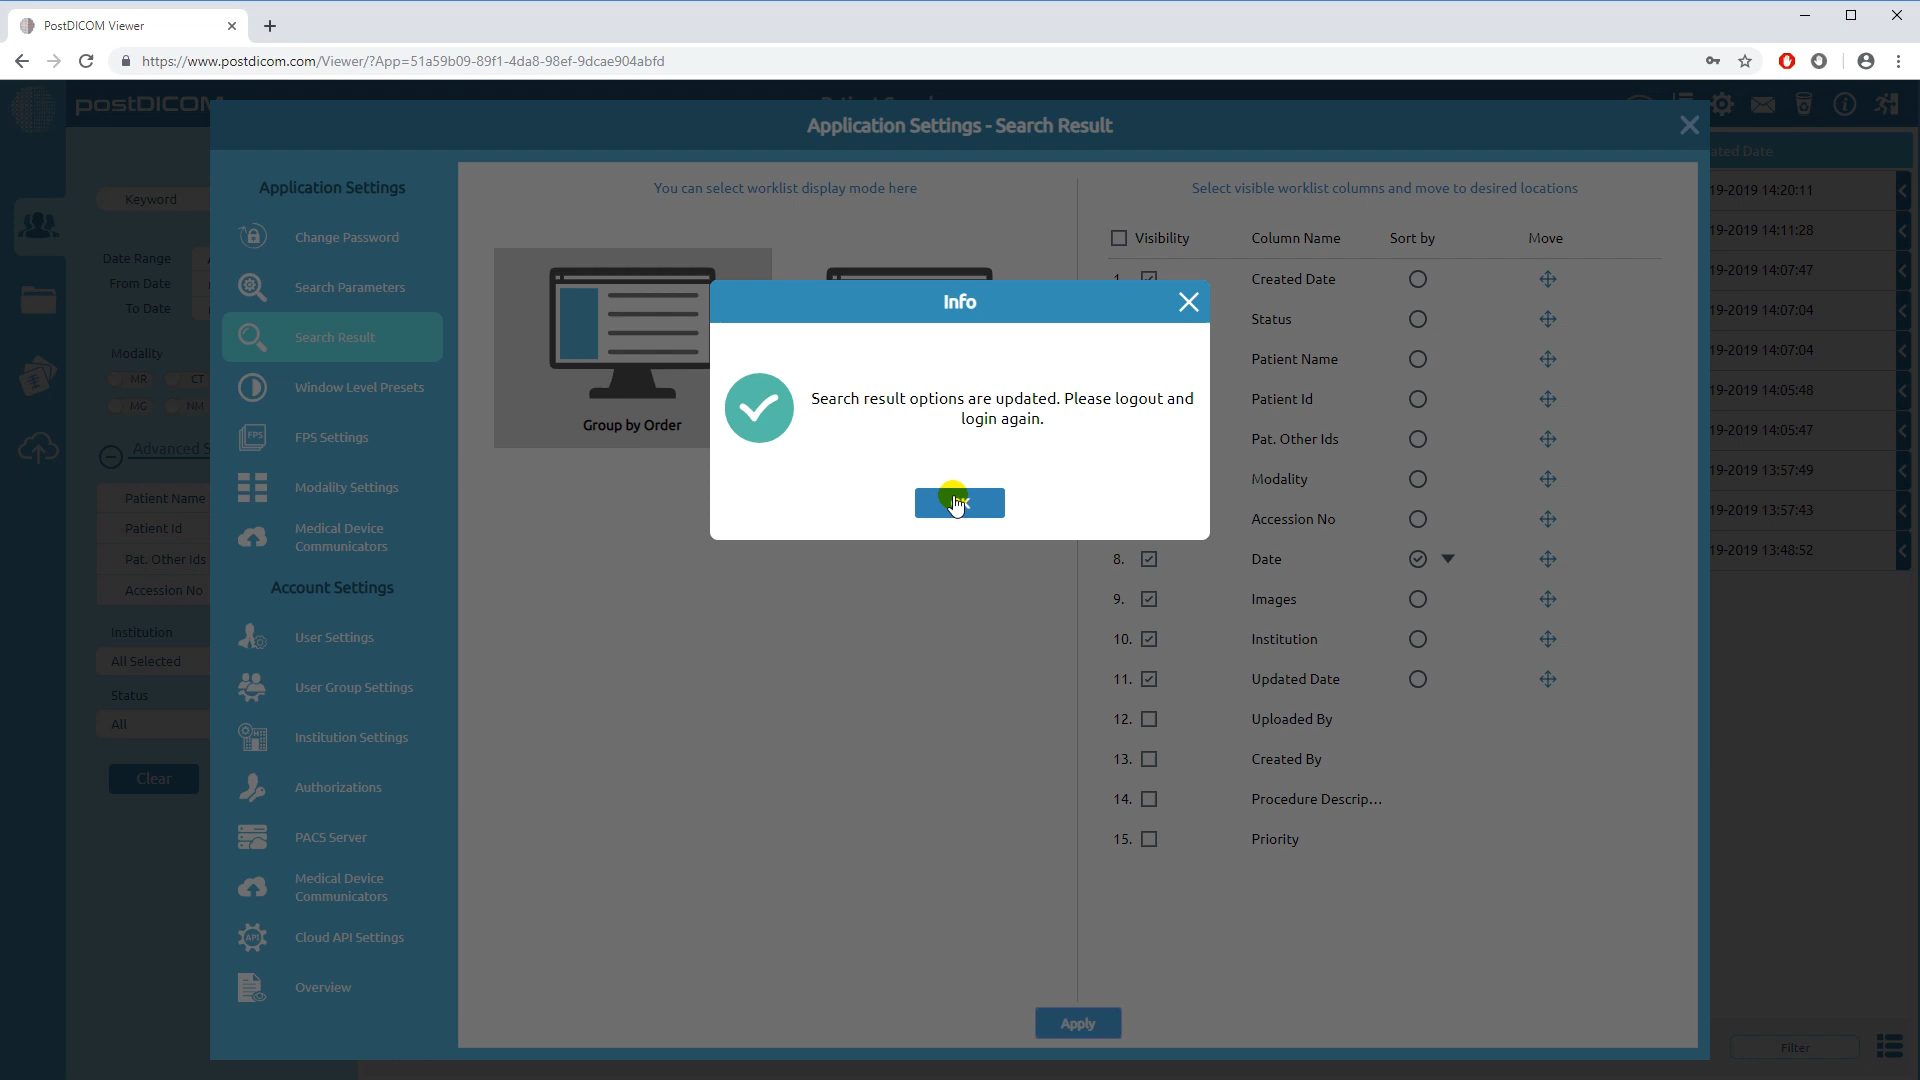 PostDICOM Viewer
https://www.postdicom.com/Viewer/?App=51a59b09-89f1-4da8-98ef-9dcae904abfd
postDICOM
Application Settings - Search Result
Application Settings
Change Password
Search Parameters
Search Result
Window Level Presets
FPS Settings
Modality Settings
Medical Device
Communicators
Account Settings
User Settings
User Group Settings
Institution Settings
Authorizations
PACS Server
Medical Device
Communicators
Cloud API Settings
Overview
Keyword
Date Range
From Date
To Date
Modality
MR CT
MG NM
Advanced S
Patient Name
Patient Id
Pat. Other Ids
Accession No
Institution
All Selected
Status
All
Clear
You can select worklist display mode here
Group by Order
Info
Search result options are updated. Please logout and
login again.
Select visible worklist columns and move to desired locations
Visibility Column Name Sort by Move
1. Created Date
Status
Patient Name
Patient Id
Pat. Other Ids
Modality
Accession No
8. Date
9. Images
10. Institution
11. Updated Date
12. Uploaded By
13. Created By
14. Procedure Descrip...
15. Priority
Apply
ated Date
19-2019 14:20:11
19-2019 14:11:28
19-2019 14:07:47
19-2019 14:07:04
19-2019 14:07:04
19-2019 14:05:48
19-2019 14:05:47
19-2019 13:57:49
19-2019 13:57:43
19-2019 13:48:52
Filter